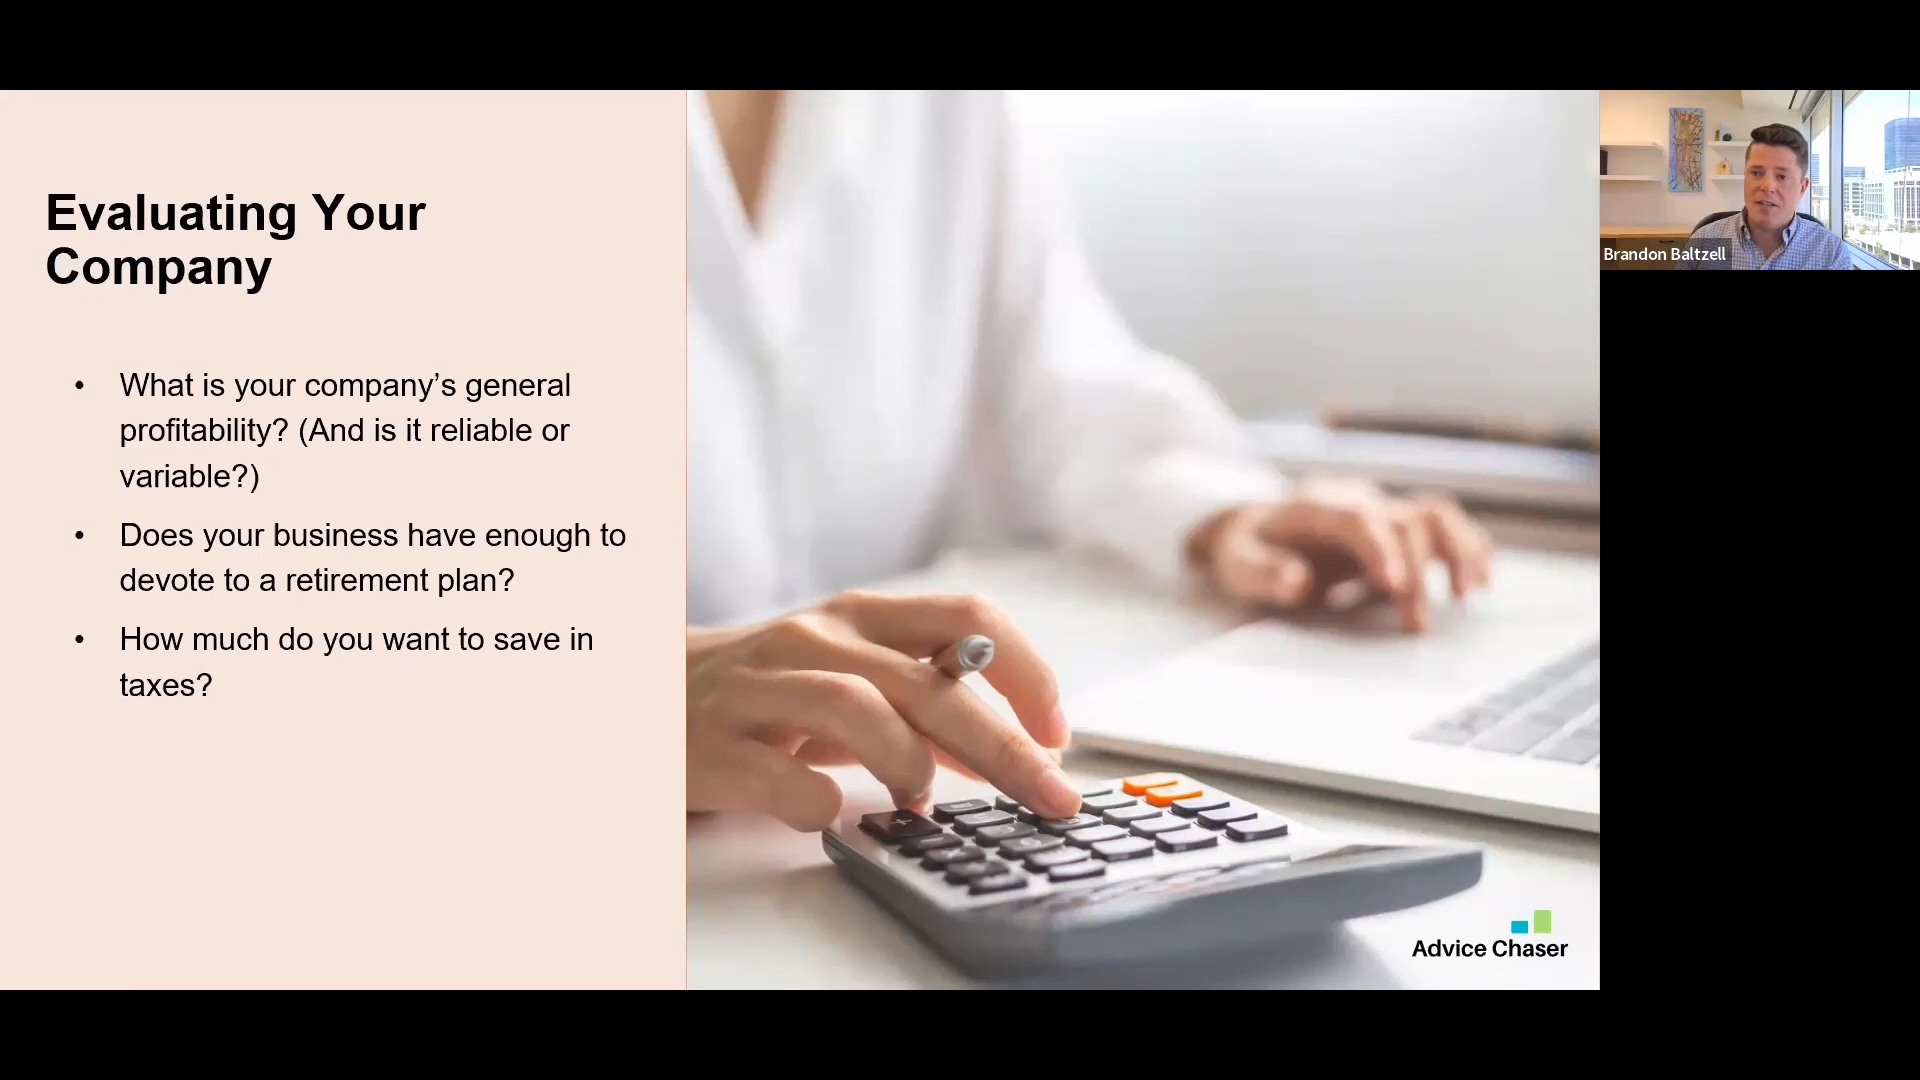 Evaluating Your
Company
• What is your company’s general
profitability? (And is it reliable or
variable?)
• Does your business have enough to
devote to a retirement plan?
• How much do you want to save in
taxes?
Advice Chaser
Brandon Baltzell